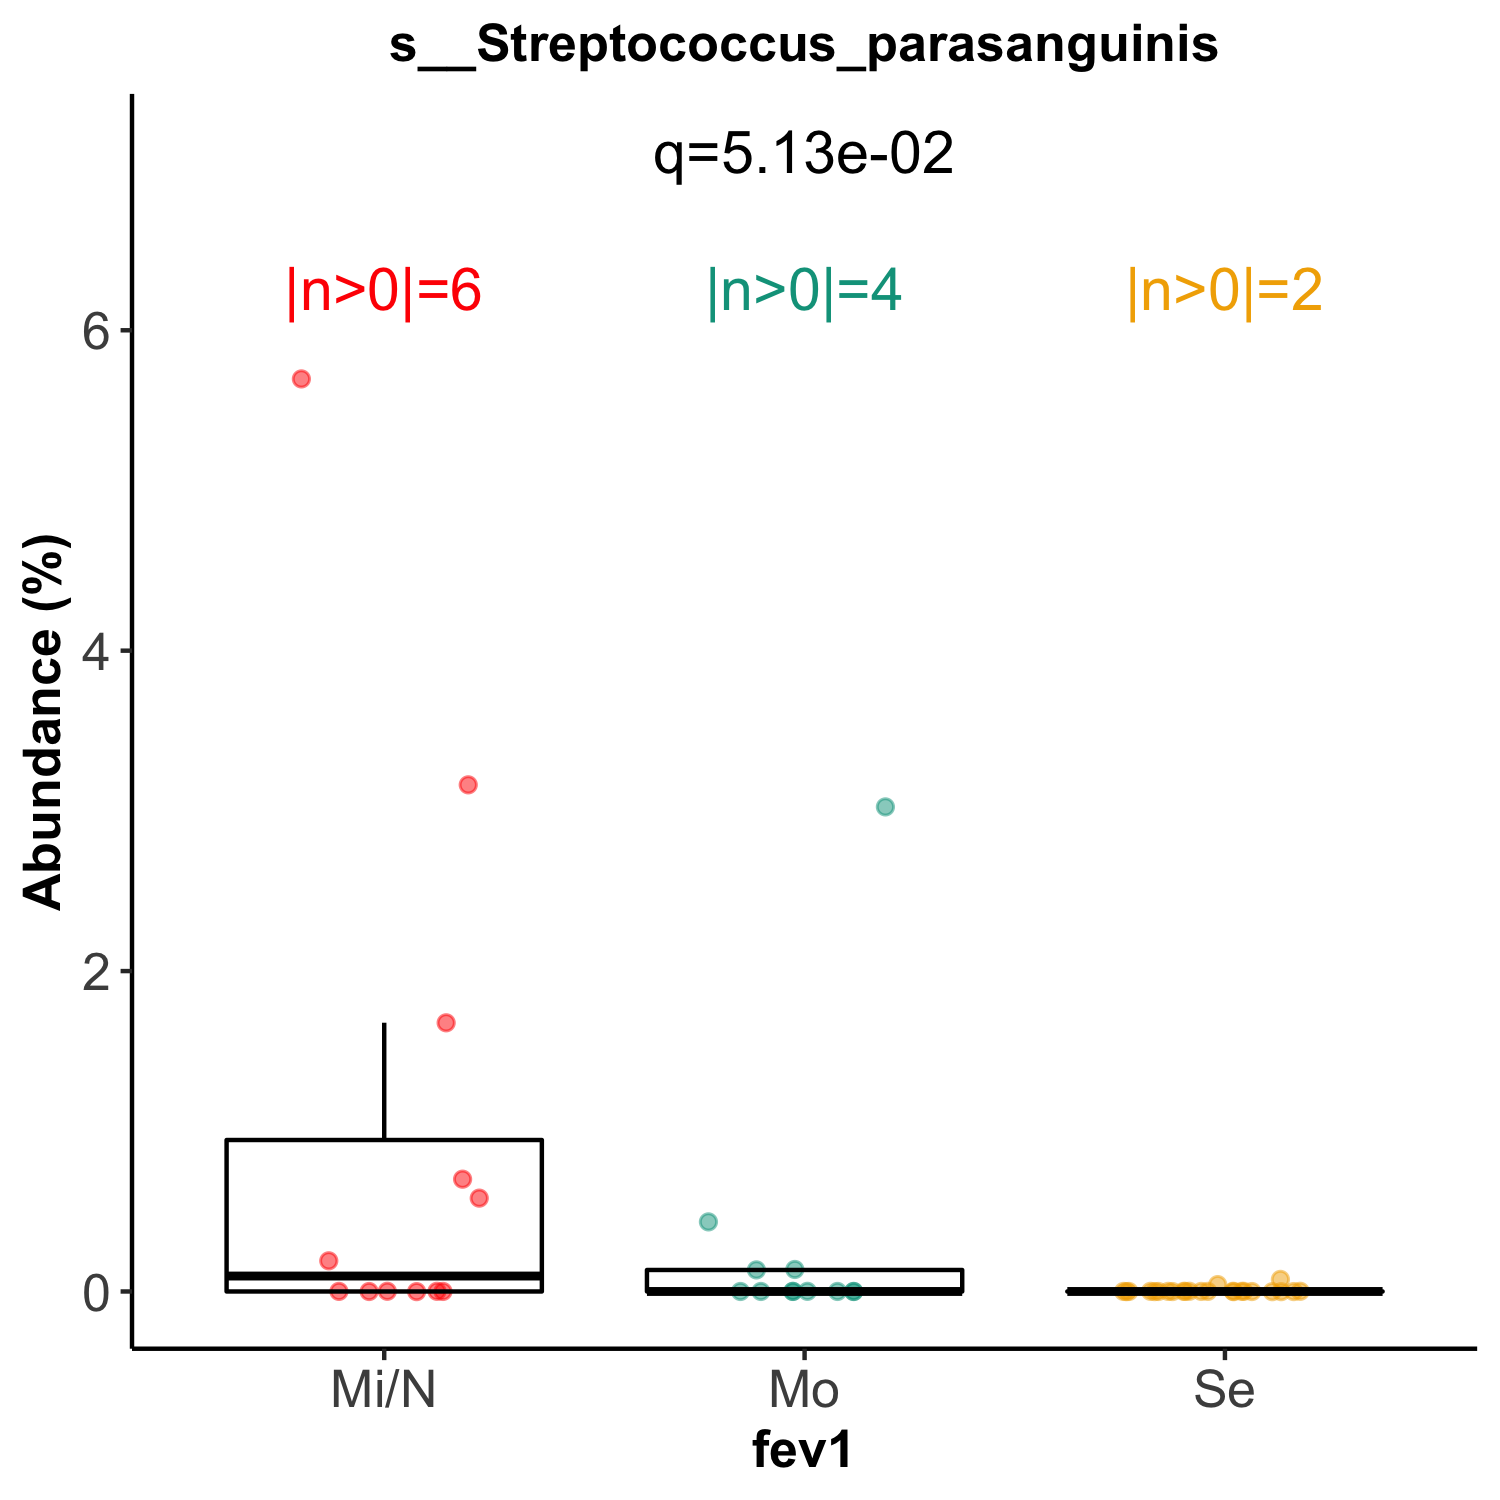 s__Streptococcus_parasanguinis
q=5.13e-02
|n>0|=6
|n>0|=4
|n>0|=2
Abundance (%)
6
4
2
0
Mi/N
Mo
Se
fev1